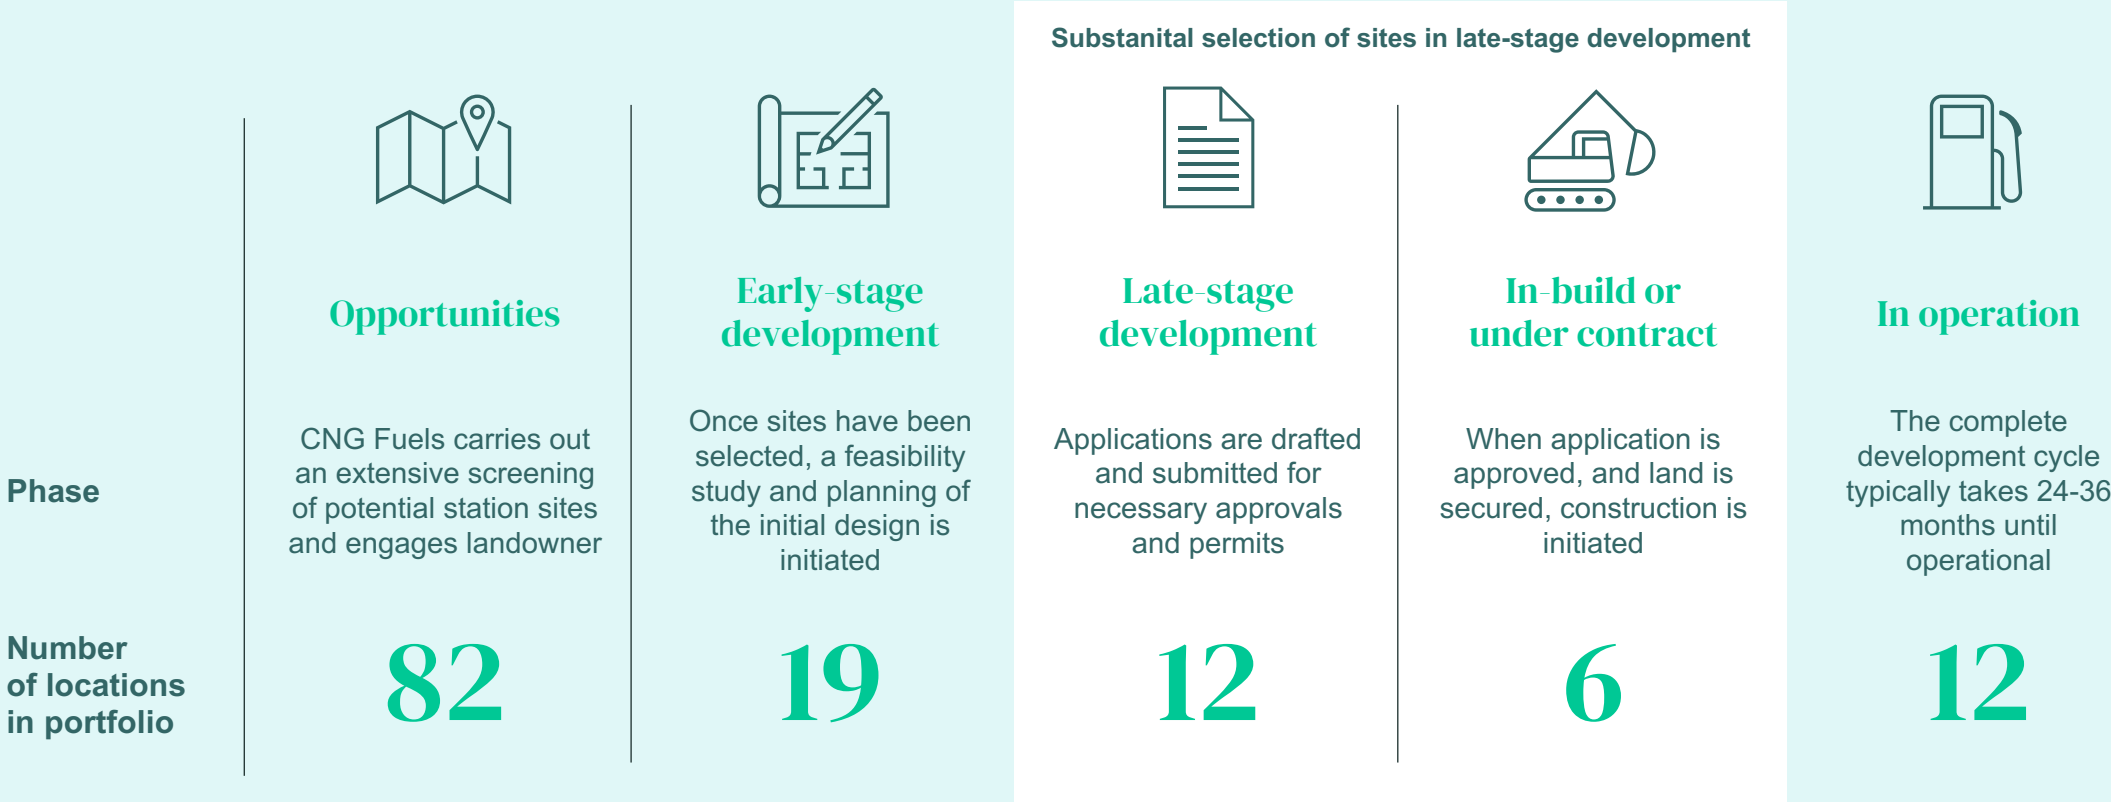 Substanital selection of sites in late-stage development
Opportunities
Early-stage
development
Late-stage
development
In-build or
under contract
In operation
Phase
CNG Fuels carries out
an extensive screening
of potential station sites
and engages landowner
Once sites have been
selected, a feasibility
study and planning of
the initial design is
initiated
Applications are drafted
and submitted for
necessary approvals
and permits
When application is
approved, and land is
secured, construction is
initiated
The complete
development cycle
typically takes 24-36
months until
operational
Number
of locations
in portfolio
82
19
12
6
12